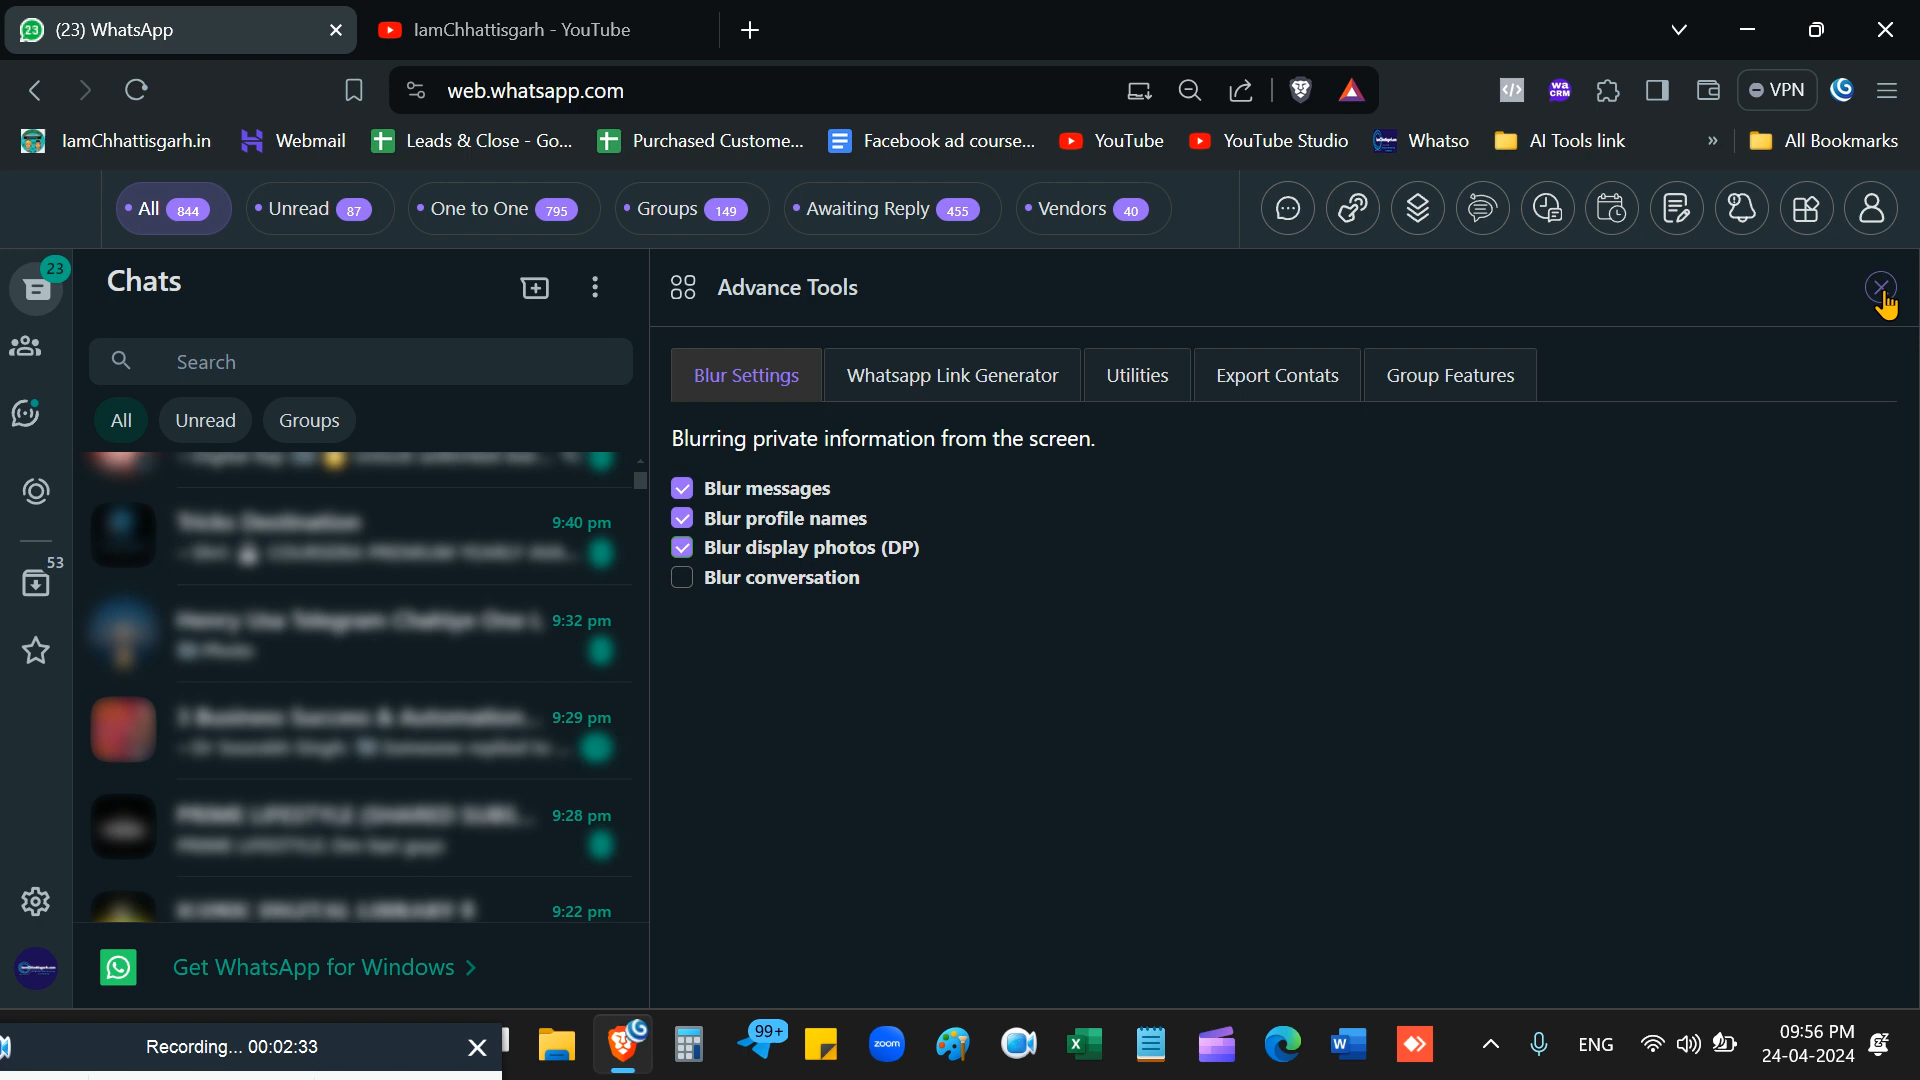 (23) WhatsApp
IamChhattisgarh - YouTube
web.whatsapp.com
VPN
IamChhattisgarh.in
Webmail
Leads & Close - Go...
Purchased Custome...
Facebook ad course...
YouTube
YouTube Studio
Whatso
AI Tools link
»
All Bookmarks
All 844
Unread 87
One to One 795
Groups 149
Awaiting Reply 455
Vendors 40
23
Chats
Advance Tools
Search
Blur Settings
Whatsapp Link Generator
Utilities
Export Contats
Group Features
All
Unread
Groups
Blurring private information from the screen.
Blur messages
Blur profile names
Blur display photos (DP)
Blur conversation
9:40 pm
53
9:32 pm
9:29 pm
9:28 pm
9:22 pm
Get WhatsApp for Windows >
Recording... 00:02:33
99+
zoom
ENG
09:56 PM
24-04-2024